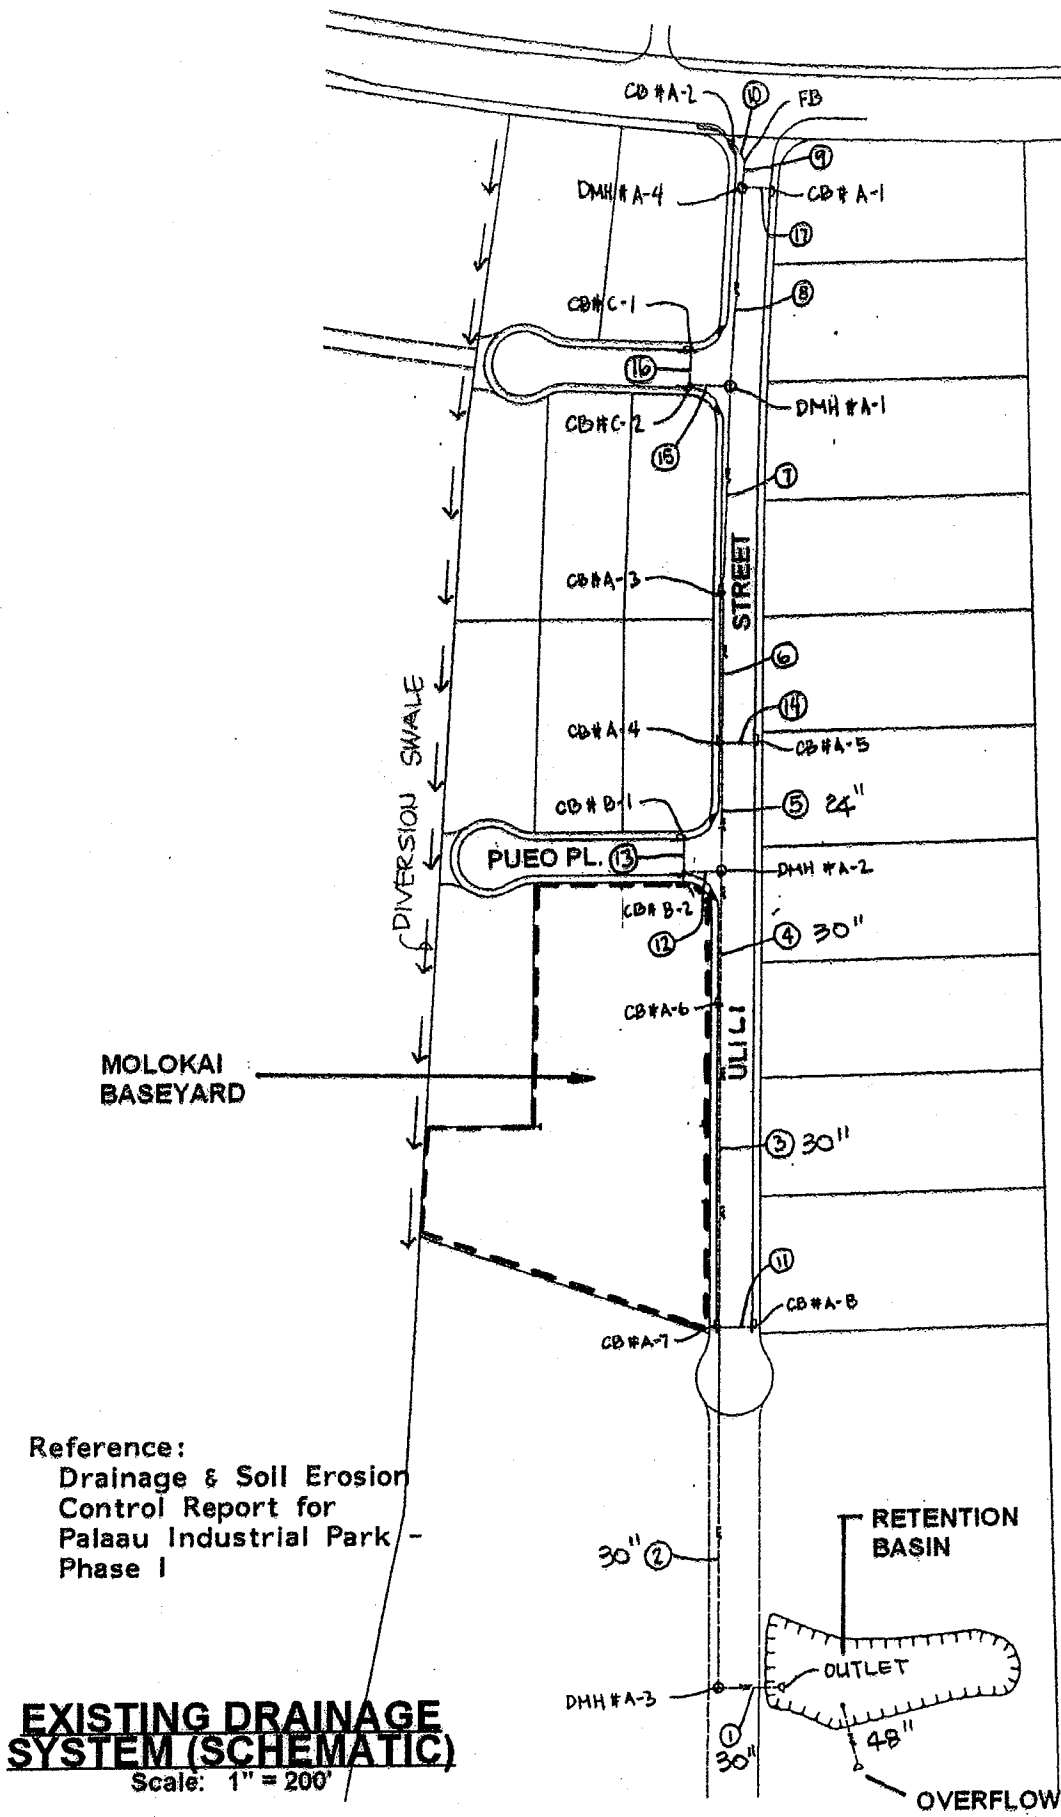 CB #A-2
10
FB
9
DMH #A-4
CB # A-1
17
8
CB# C-1
16
DMH #A-1
CB #C-2
15
7
STREET
CB #A-3
6
14
CB #A-4
CB #A-5
DIVERSION SWALE
5 24"
CB # B-1
PUEO PL.
13
DMH #A-2
CB# B-2
12
4 30"
CB #A-6
ULILI
MOLOKAI
BASEYARD
3 30"
11
CB #A-8
CB #A-7
Reference:
Drainage & Soil Erosion
Control Report for
Palaau Industrial Park -
Phase I
RETENTION
BASIN
30" 2
OUTLET
DMH #A-3
1
30"
48"
EXISTING DRAINAGE
SYSTEM (SCHEMATIC)
Scale: 1" = 200'
OVERFLOW